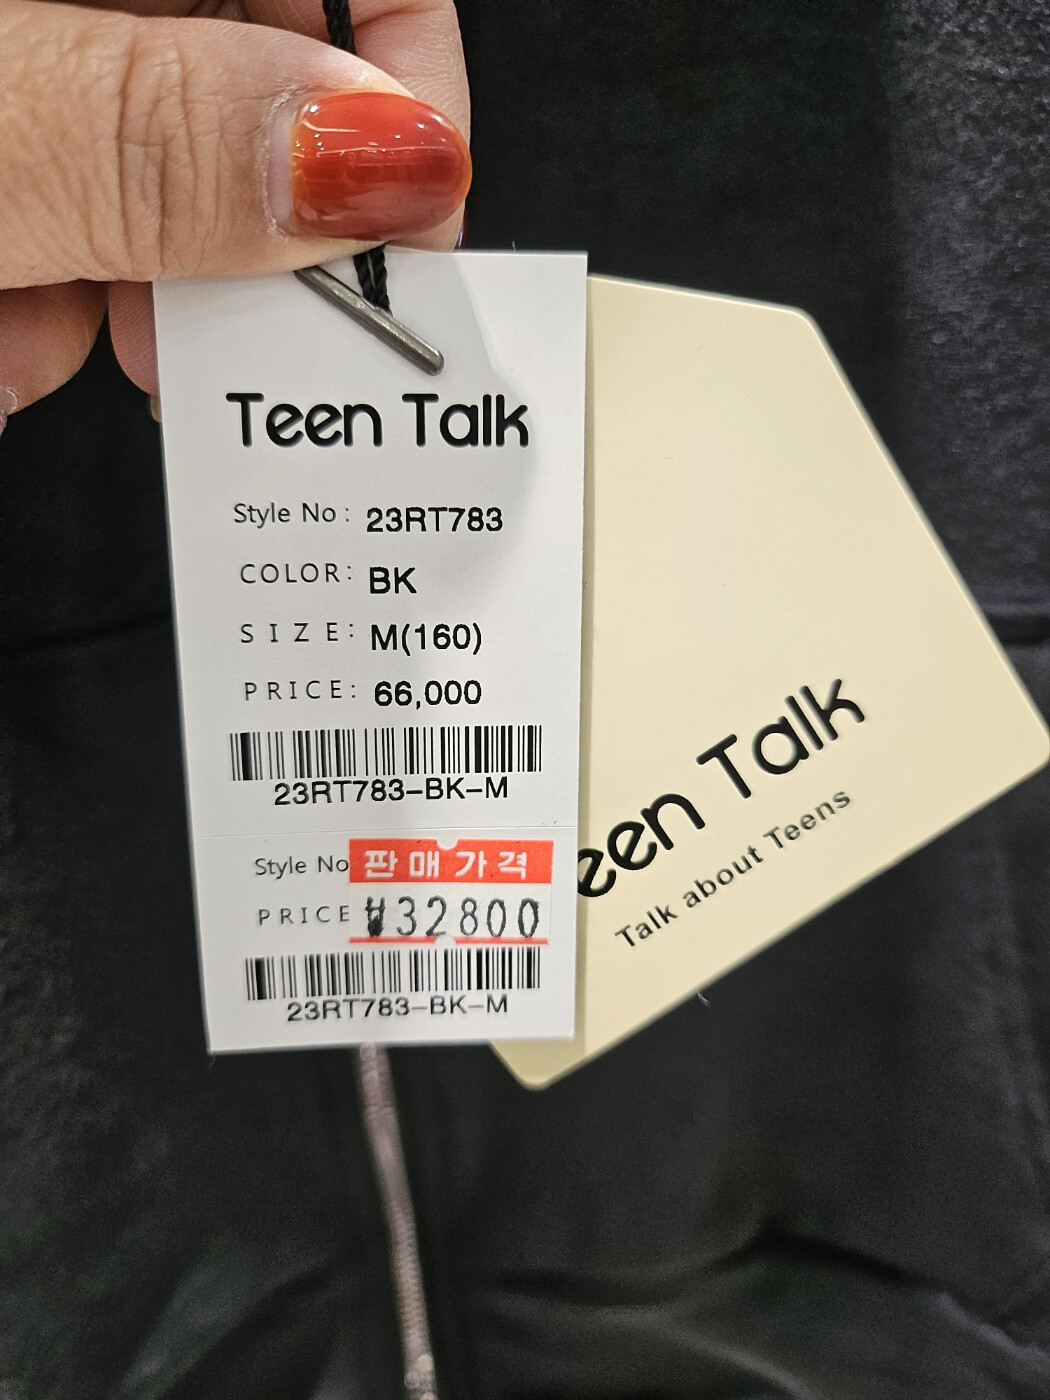 Teen Talk
Style No : 23RT783
COLOR: BK
SIZE: M(160)
PRICE: 66,000
23RT783-BK-M
Style No 판매가격
PRICE ₩32800
23RT783-BK-M
een Talk
Talk about Teens